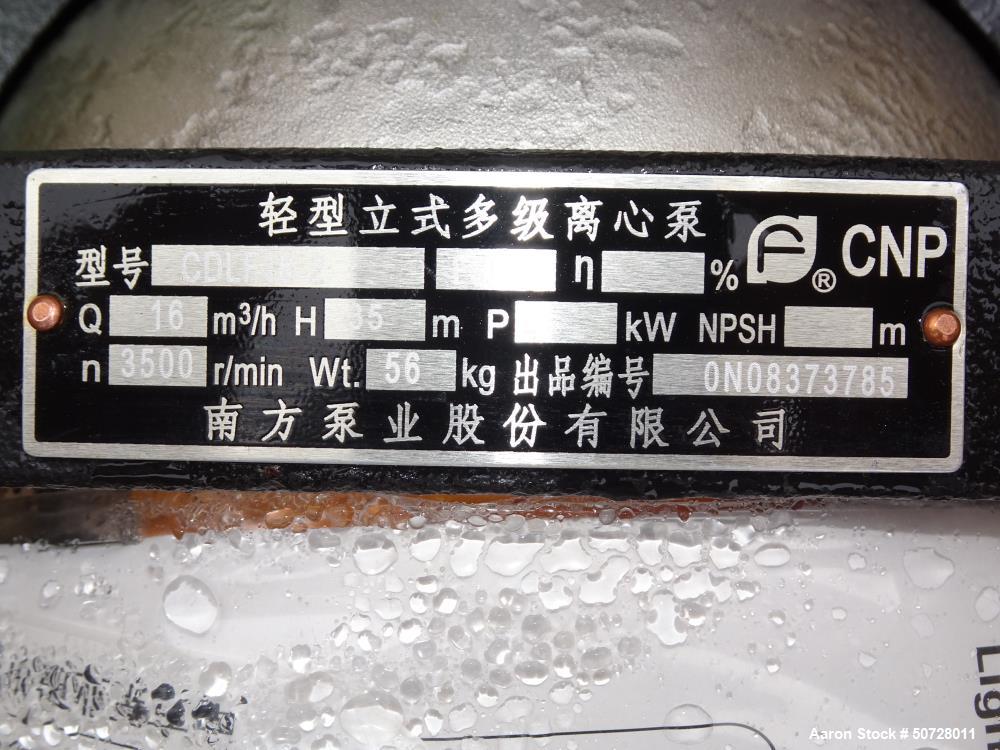 轻型立式多级离心泵
型号 η % ® CNP
Q 16 m³/h H 35 m P kW NPSH m
n 3500 r/min Wt. 56 kg 出品编号 0N08373785
南方泵业股份有限公司
Aaron Stock # 50728011